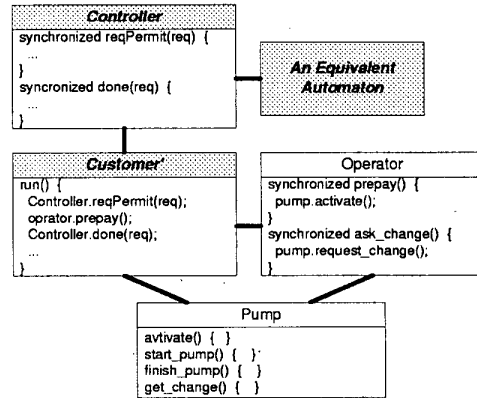 Controller
synchronized reqPermit(req) {
...
}
syncronized done(req) {
...
}
An Equivalent
Automaton
Customer'
run() {
Controller.reqPermit(req);
oprator.prepay();
Controller.done(req);
...
}
Operator
synchronized prepay() {
pump.activate();
}
synchronized ask_change() {
pump.request_change();
}
Pump
avtivate() { }
start_pump() { }
finish_pump() { }
get_change() { }